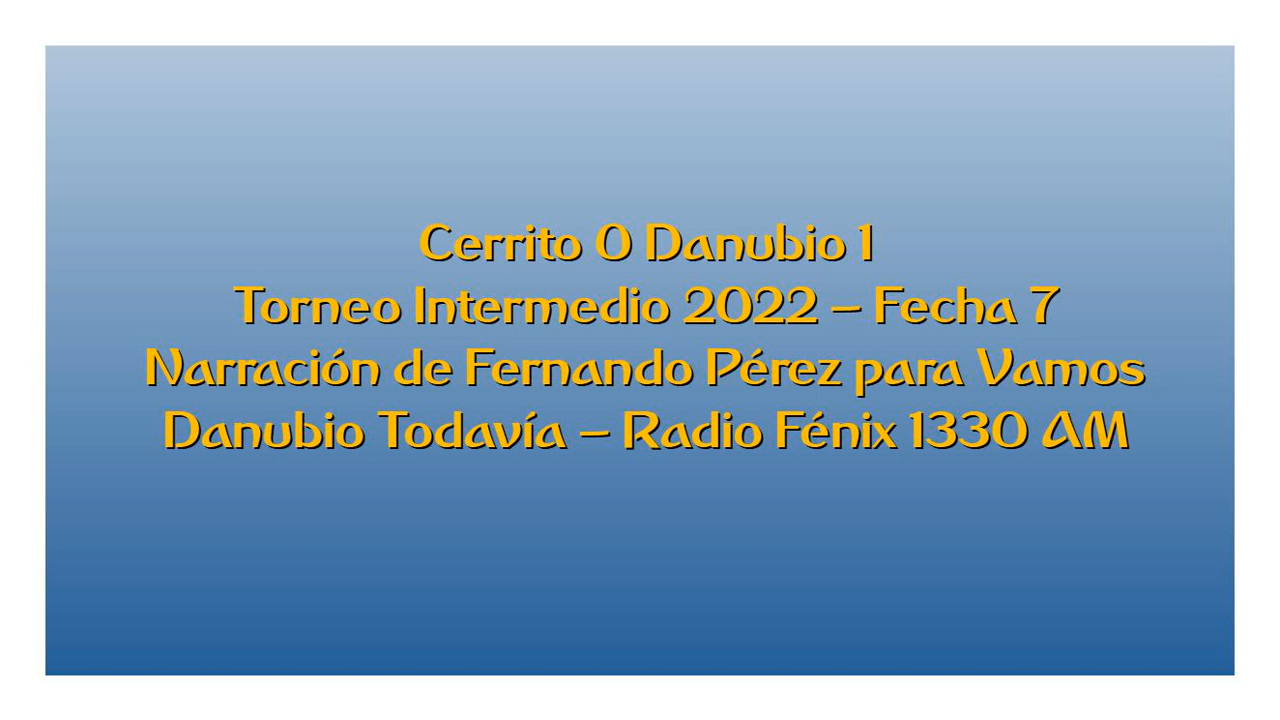 Cerrito 0 Danubio 1
Torneo Intermedio 2022 – Fecha 7
Narración de Fernando Pérez para Vamos
Danubio Todavía – Radio Fénix 1330 AM